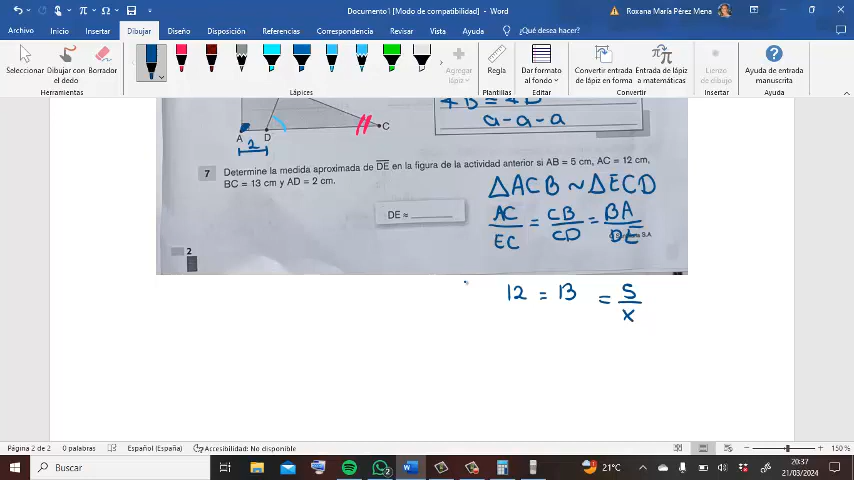 Documento1 [Modo de compatibilidad] Roxana María Pérez Mena
Archivo Inicio Insertar Dibujar Diseño Disposición Referencias Correspondencia Revisar Vista Ayuda ¿Qué desea hacer?
Seleccionar
Dibujar con el dedo
Borrador
Agregar lápiz
Regla
Dar formato al fondo
Convertir entrada de lápiz en forma
Entrada de lápiz a matemáticas
Lienzo de dibujo
Ayuda de entrada manuscrita
Herramientas Lápices Plantillas Editar Convertir Insertar Ayuda
a-a-a
A D C
2
7 Determine la medida aproximada de DE en la figura de la actividad anterior si AB = 5 cm, AC = 12 cm,
BC = 13 cm y AD = 2 cm.
△ACB ~ △ECD
DE ≈
AC/EC = CB/CD = BA/DE
2
12 = 13 = 5/x
Página 2 de 2 0 palabras Español (España) Accesibilidad: No disponible 150 %
Buscar 2 21°C 20:37
21/03/2024